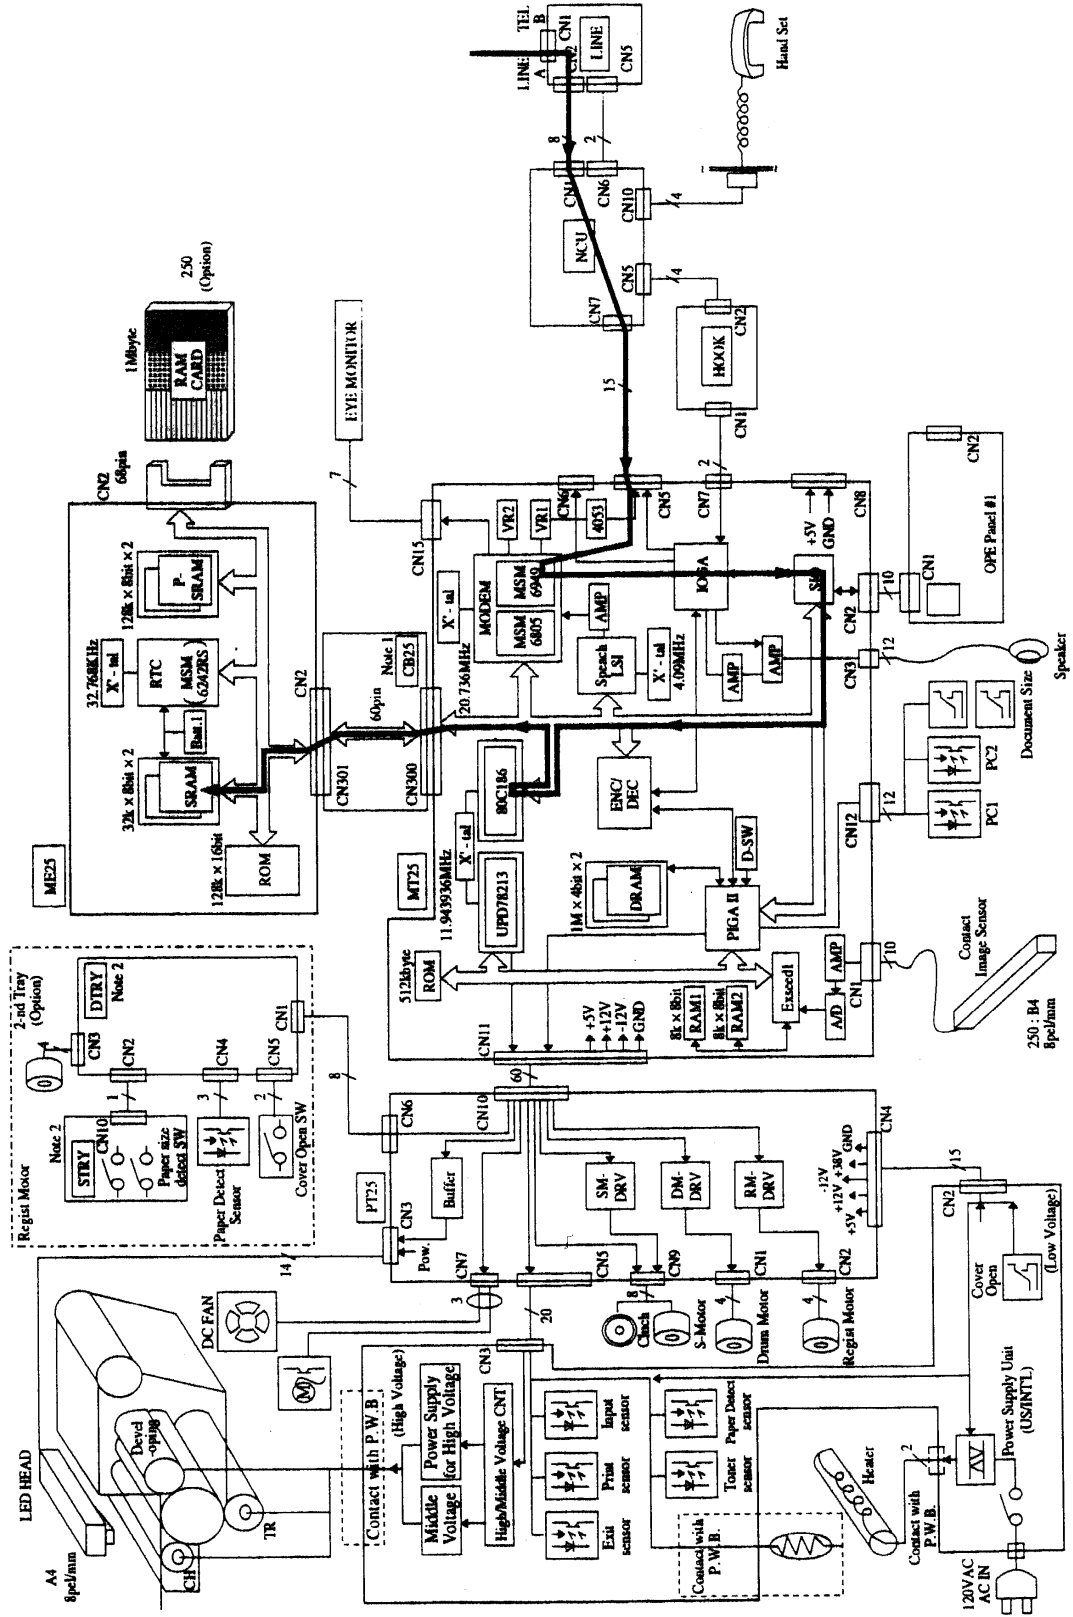 LINE
A
TEL
B
CN1
CN2
LINE
CN5
8
2
CN1
CN6
NCU
CN10
CN5
CN7
4
4
Hand Set
15
CN2
HOOK
CN1
2
250
(Option)
1Mbyte
RAM
CARD
CN2
68pin
EYE MONITOR
7
CN15
ME25
128k × 8bit × 2
P-
SRAM
32.768KHz
X'- tal
RTC
(MSM
6242RS)
Batt.1
32k × 8bit × 2
SRAM
128k × 16bit
ROM
CN2
CN301
60pin
Note 1
CB25
CN300
MT25
CN6
CN5
CN7
CN8
VR2
VR1
4053
X'- tal
MODEM
MSM
6949
MSM
6805
20.736MHz
AMP
Speach
LSI
X'- tal
4.09MHz
IOGA
+5V
GND
AMP
AMP
CN2
10
CN1
CN2
OPE Panel #1
CN3
12
Speaker
80C186
X'- tal
11.943936MHz
UPD78213
512kbyte
ROM
ENC/
DEC
1M × 4bit × 2
DRAM
D-SW
PIGA II
8k × 8bit
RAM1
8k × 8bit
RAM2
Exseed1
A/D
AMP
CN1
10
CN12
12
Document Size
PC2
PC1
Contact
Image Sensor
250 : B4
8pel/mm
CN11
+5V
+12V
-12V
GND
60
CN10
2-nd Tray
(Option)
DTRY
Note 2
CN1
CN3
4
CN2
CN4
CN5
1
3
2
Regist Motor
Note 2
STRY
CN10
Paper size
detect SW
Paper Detect
Sensor
Cover Open SW
8
CN6
PT25
CN3
Pow.
Buffer
14
CN7
CN5
CN9
CN1
CN2
SM-
DRV
DM-
DRV
RM-
DRV
CN4
+5V
+12V
-12V
+38V
GND
15
CN2
3
20
8
4
4
Cluch
S-Motor
Drum Motor
Regist Motor
Cover
Open
(Low Voltage)
Power Supply Unit
(US/INT'L)
DC FAN
M
CN3
(High Voltage)
Contact with P.W.B
Power Supply
for High Voltage
Middle
Voltage
High/Middle Voltage CNT
Input
sensor
Print
sensor
Exit
sensor
Paper Detect
sensor
Toner
sensor
Contact with
P.W.B.
Heater
Contact with
P.W.B.
2
120VAC
AC IN
LED HEAD
A4
8pel/mm
Devel
-oping
TR
CH